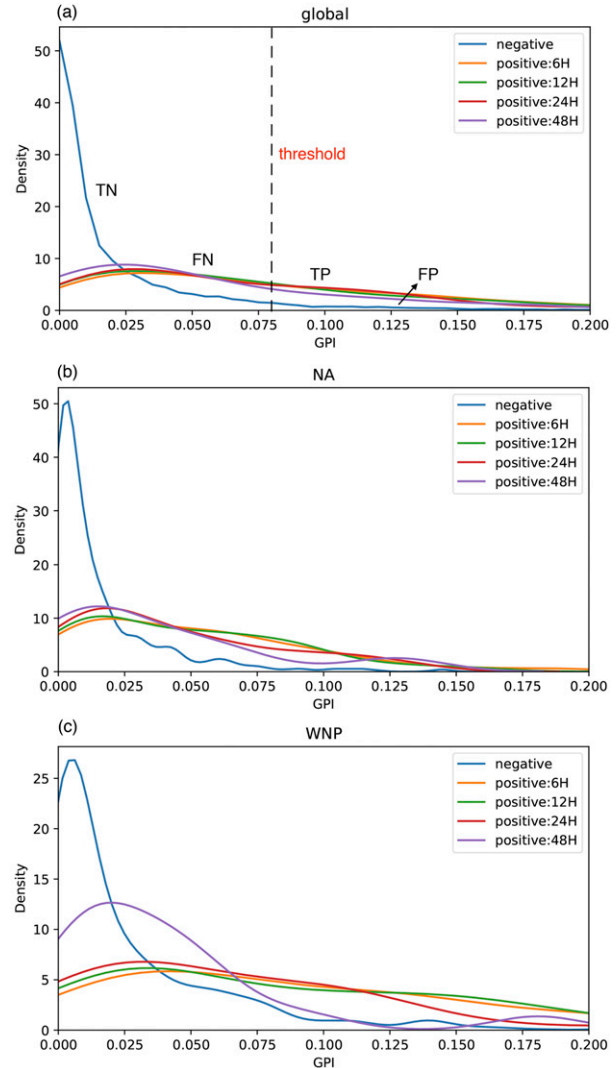 (a) global
50
40
30
20
10
0
Density
TN
FN
threshold
TP
FP
negative
positive:6H
positive:12H
positive:24H
positive:48H
0.000 0.025 0.050 0.075 0.100 0.125 0.150 0.175 0.200
GPI
(b) NA
50
40
30
20
10
0
Density
negative
positive:6H
positive:12H
positive:24H
positive:48H
0.000 0.025 0.050 0.075 0.100 0.125 0.150 0.175 0.200
GPI
(c) WNP
25
20
15
10
5
0
Density
negative
positive:6H
positive:12H
positive:24H
positive:48H
0.000 0.025 0.050 0.075 0.100 0.125 0.150 0.175 0.200
GPI